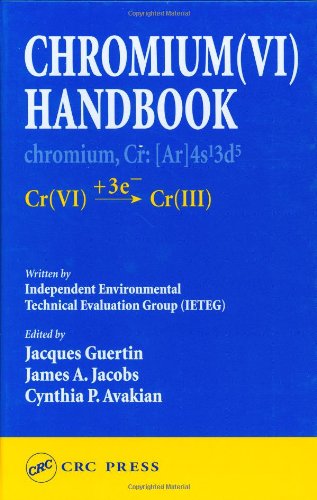 CHROMIUM(VI)
HANDBOOK
chromium, Cr: [Ar]4s¹3d⁵
Cr(VI) +3e⁻→ Cr(III)
Written by
Independent Environmental
Technical Evaluation Group (IETEG)
Edited by
Jacques Guertin
James A. Jacobs
Cynthia P. Avakian
CRC CRC PRESS